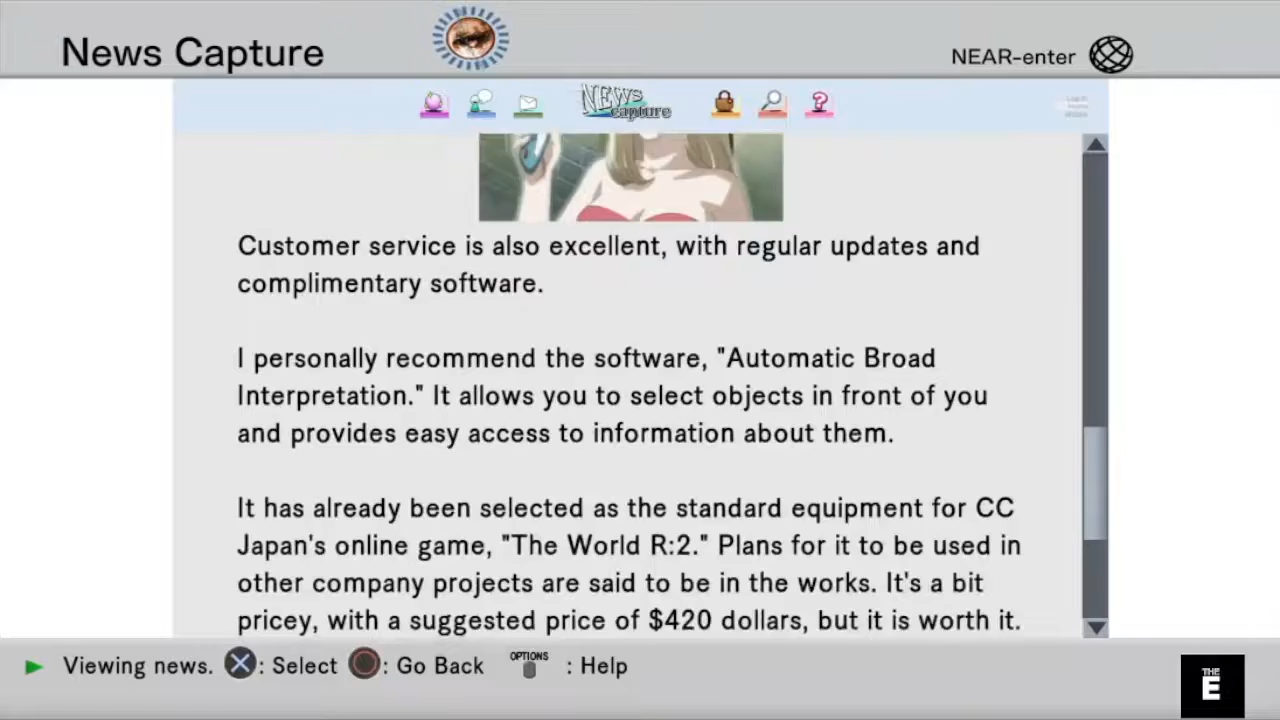 News Capture
NEAR-enter
NEWS
capture
?
Customer service is also excellent, with regular updates and
complimentary software.
I personally recommend the software, "Automatic Broad
Interpretation." It allows you to select objects in front of you
and provides easy access to information about them.
It has already been selected as the standard equipment for CC
Japan's online game, "The World R:2." Plans for it to be used in
other company projects are said to be in the works. It's a bit
pricey, with a suggested price of $420 dollars, but it is worth it.
Viewing news. : Select : Go Back OPTIONS : Help
THE
E